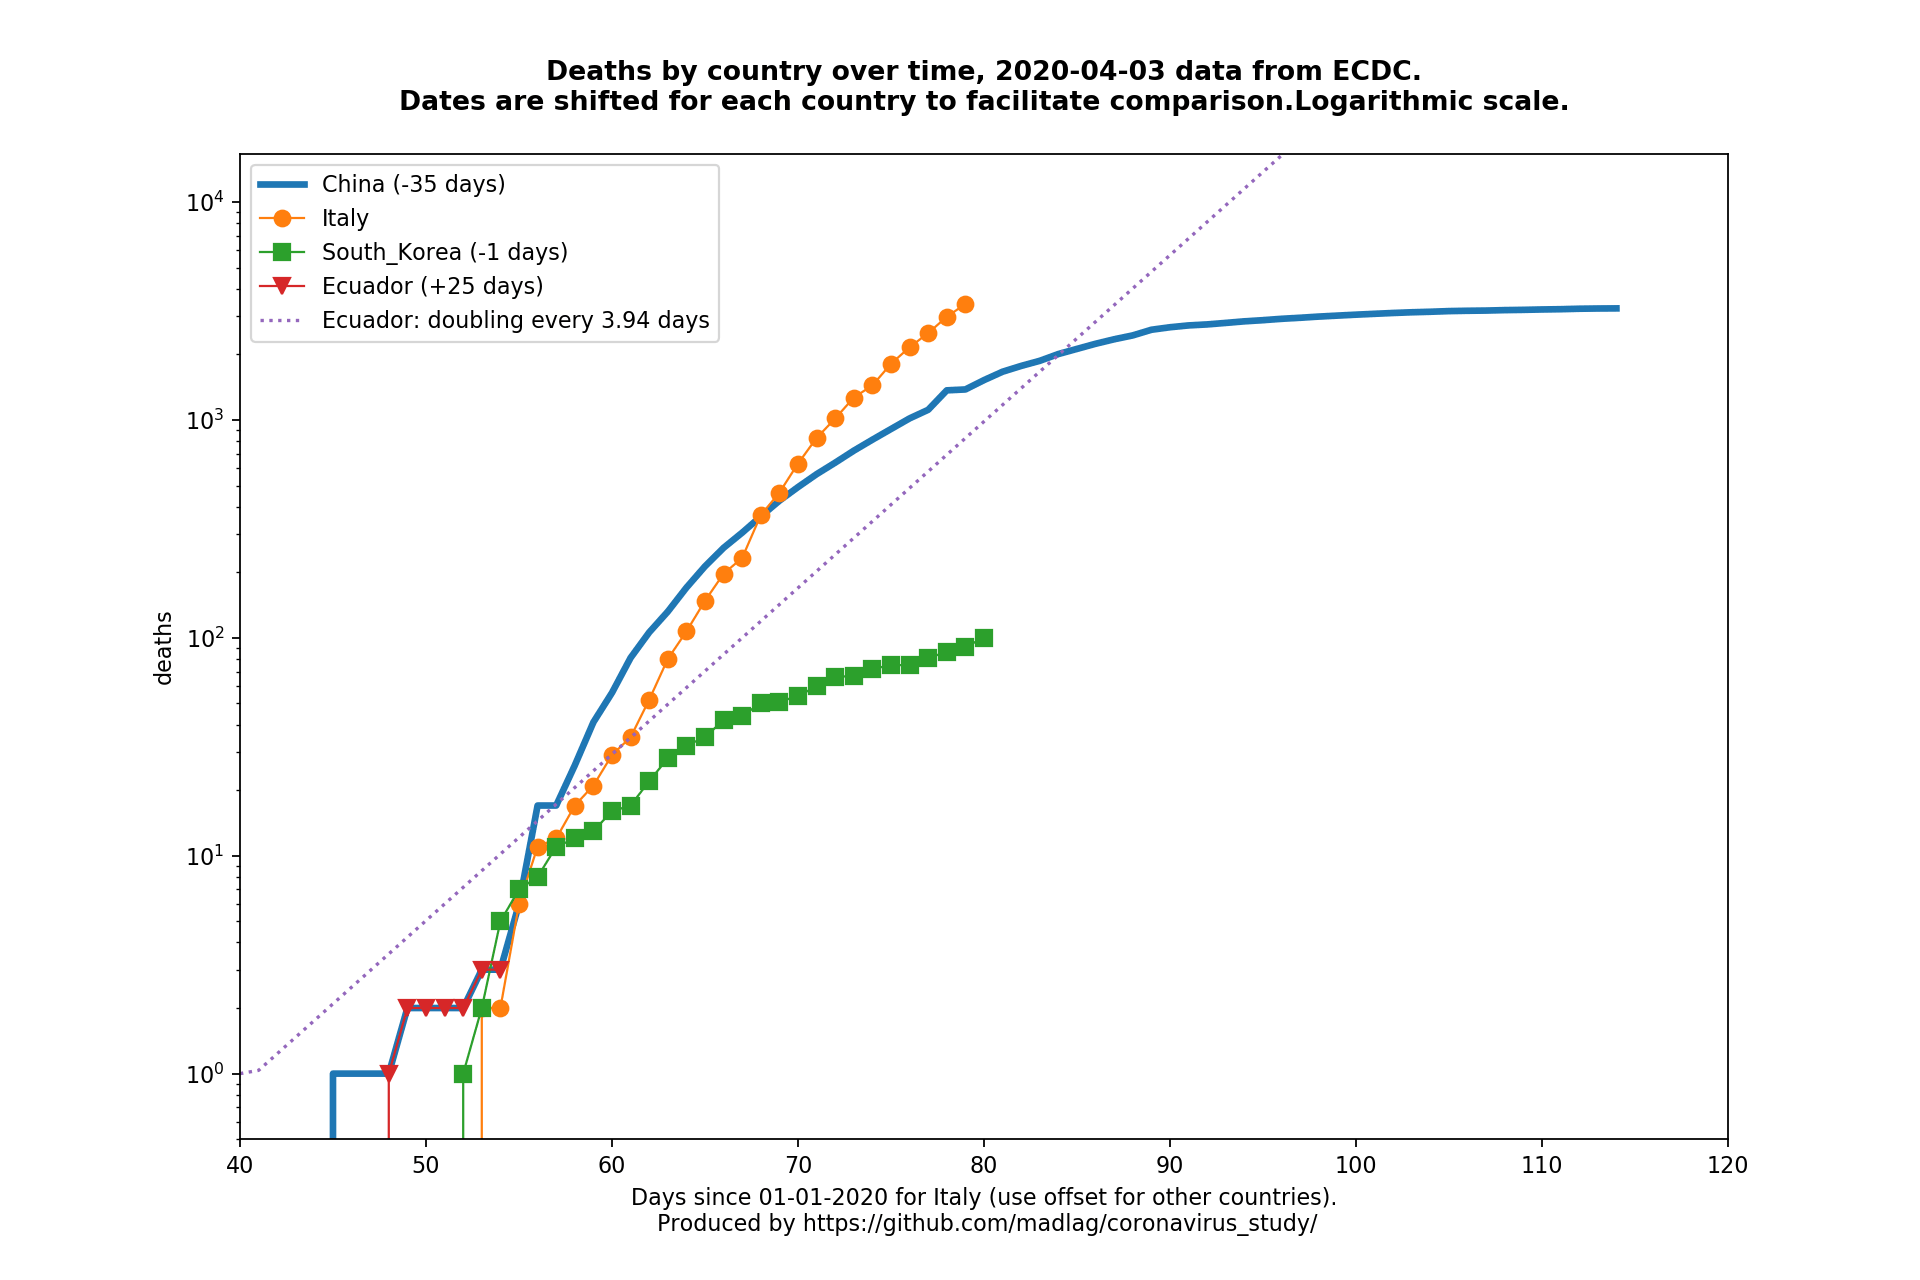 Deaths by country over time, 2020-04-03 data from ECDC.
Dates are shifted for each country to facilitate comparison.Logarithmic scale.
China (-35 days)
Italy
South_Korea (-1 days)
Ecuador (+25 days)
Ecuador: doubling every 3.94 days
10^4
10^3
10^2
10^1
10^0
deaths
40 50 60 70 80 90 100 110 120
Days since 01-01-2020 for Italy (use offset for other countries).
Produced by https://github.com/madlag/coronavirus_study/